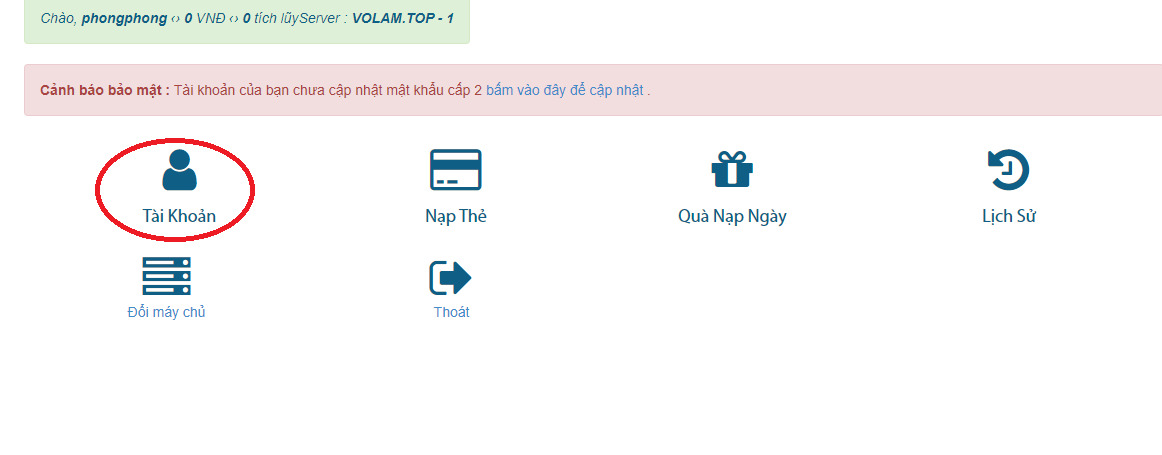 Chào, phongphong ‹› 0 VNĐ ‹› 0 tích lũyServer : VOLAM.TOP - 1
Cảnh báo bảo mật : Tài khoản của bạn chưa cập nhật mật khẩu cấp 2 bấm vào đây để cập nhật .
Tài Khoản Nạp Thẻ Quà Nạp Ngày Lịch Sử
Đổi máy chủ Thoát